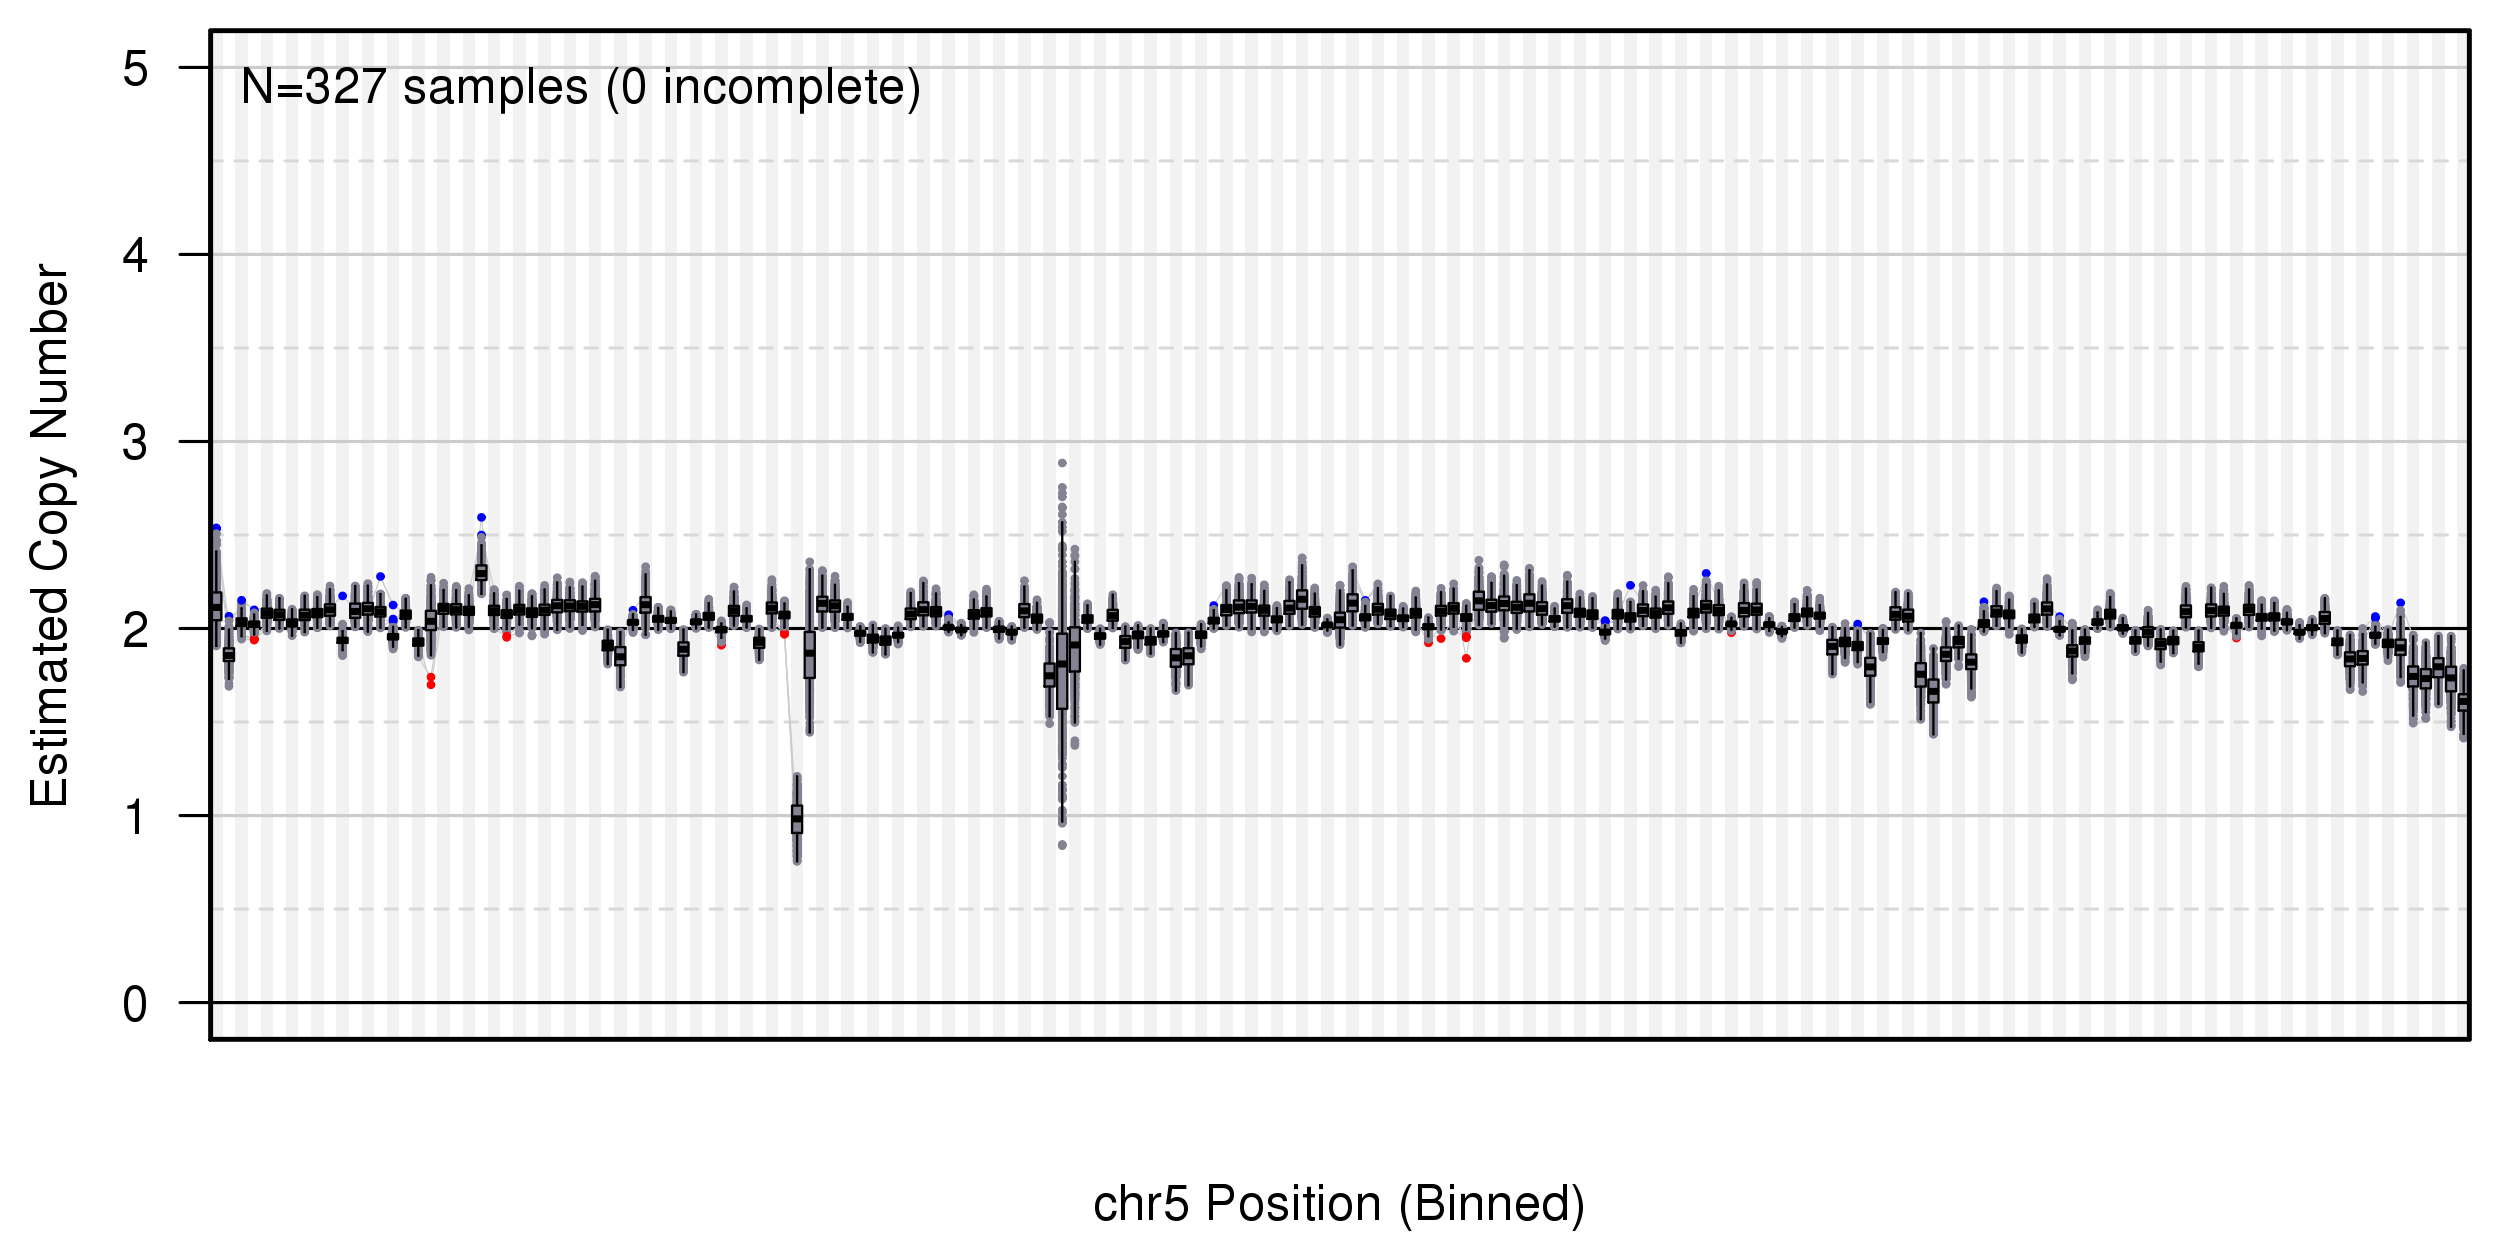 N=327 samples (0 incomplete)
5
4
3
2
1
0
Estimated Copy Number
chr5 Position (Binned)